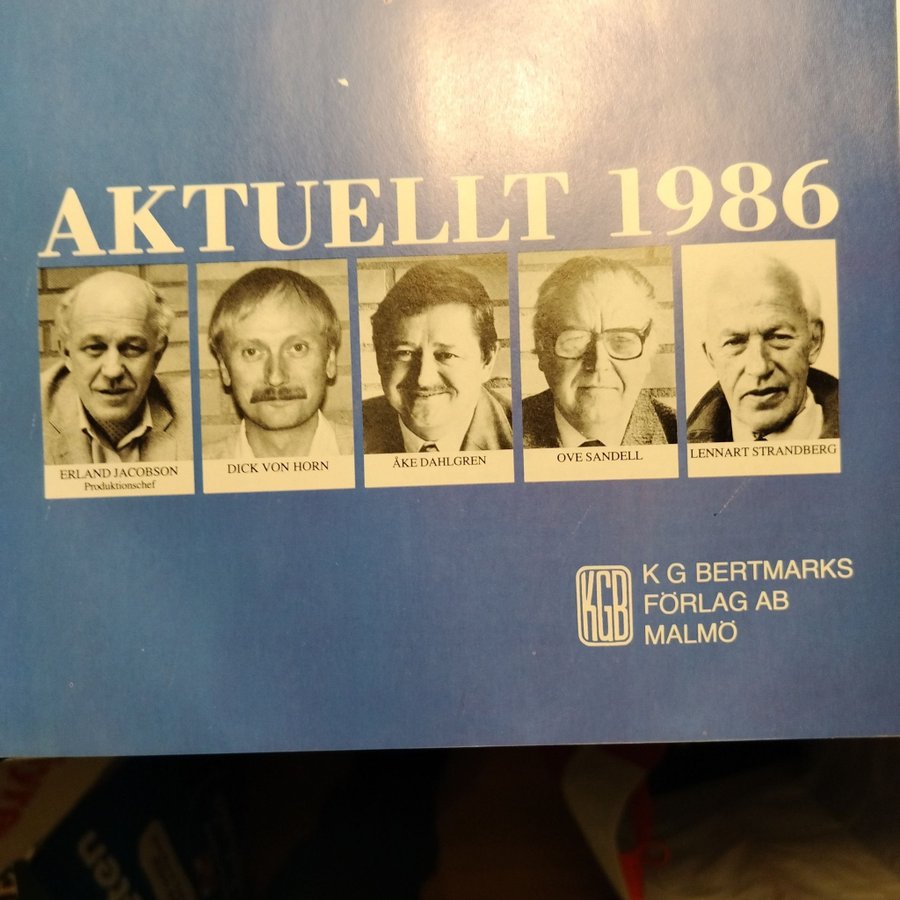 AKTUELLT 1986
ERLAND JACOBSON
Produktionschef
DICK VON HORN
ÅKE DAHLGREN
OVE SANDELL
LENNART STRANDBERG
KGB
K G BERTMARKS
FÖRLAG AB
MALMÖ